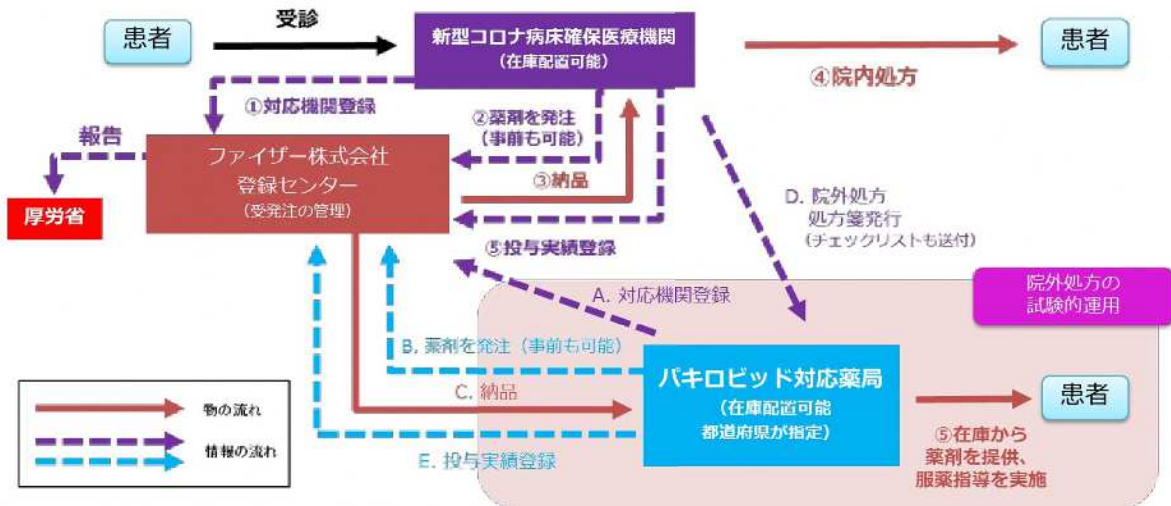 患者
受診
新型コロナ病床確保医療機関
（在庫配置可能）
④院内処方
患者
①対応機関登録
②薬剤を発注
（事前も可能）
報告
ファイザー株式会社
登録センター
（受発注の管理）
③納品
厚労省
⑤投与実績登録
D. 院外処方
処方箋発行
（チェックリストも送付）
院外処方の
試験的運用
A. 対応機関登録
B. 薬剤を発注（事前も可能）
C. 納品
パキロビッド対応薬局
（在庫配置可能
都道府県が指定）
患者
⑤在庫から
薬剤を提供、
服薬指導を実施
E. 投与実績登録
物の流れ
情報の流れ